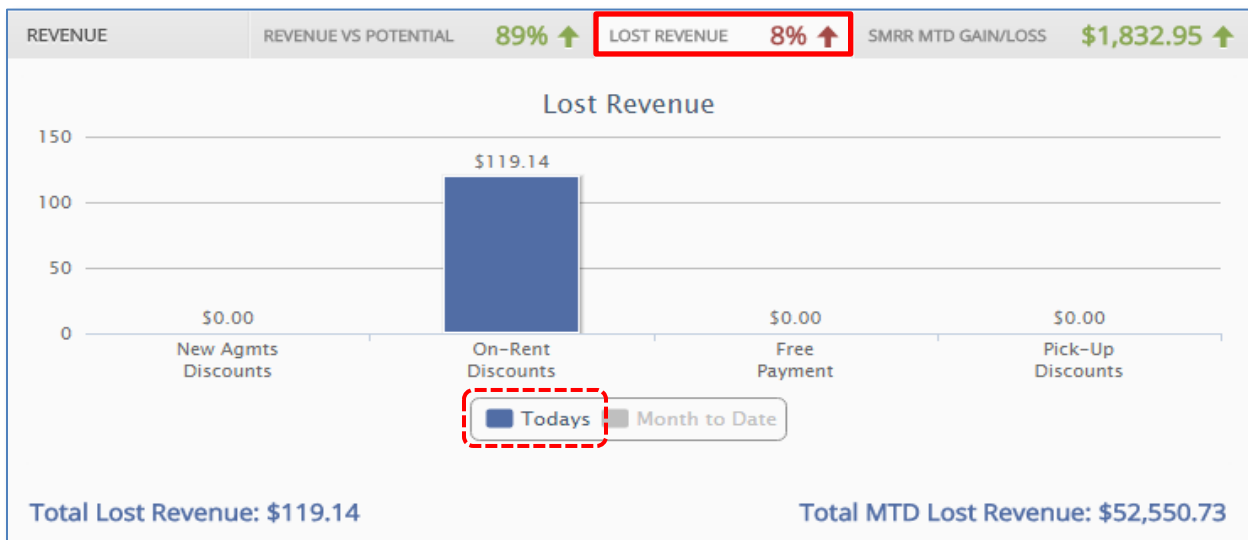 REVENUE REVENUE VS POTENTIAL 89% LOST REVENUE 8% SMRR MTD GAIN/LOSS $1,832.95
Lost Revenue
150
$119.14
100
50
$0.00 $0.00 $0.00
0
New Agmts On-Rent Free Pick-Up
Discounts Discounts Payment Discounts
Todays Month to Date
Total Lost Revenue: $119.14 Total MTD Lost Revenue: $52,550.73